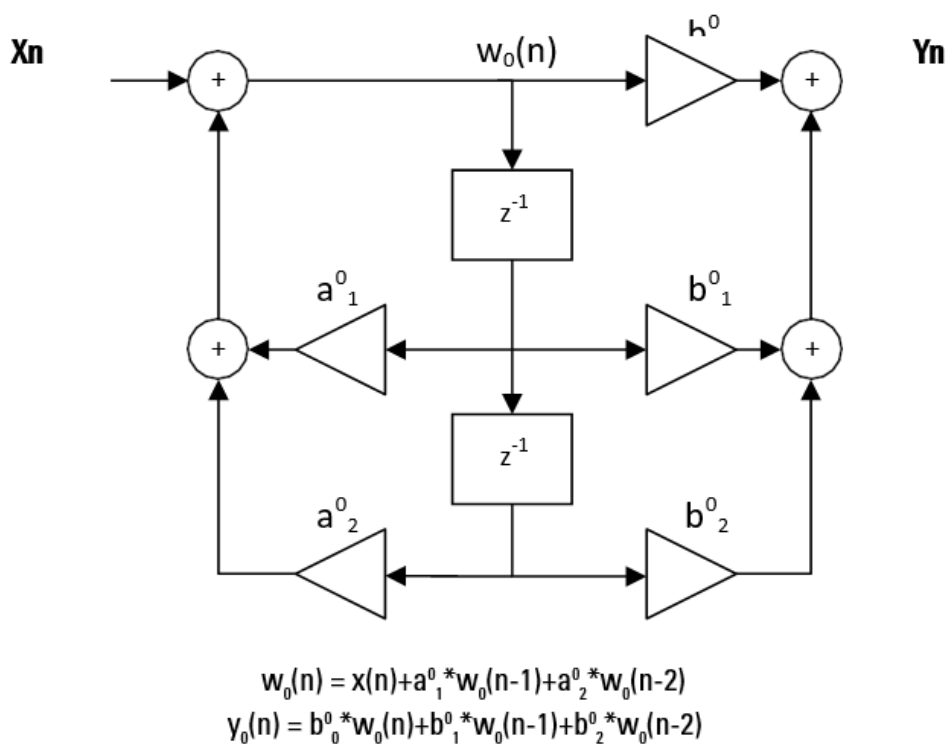 Xn
w₀(n)
b⁰
Yn
+
+
z⁻¹
a⁰₁
b⁰₁
+
+
z⁻¹
a⁰₂
b⁰₂
w₀(n) = x(n)+a⁰₁*w₀(n-1)+a⁰₂*w₀(n-2)
y₀(n) = b⁰₀*w₀(n)+b⁰₁*w₀(n-1)+b⁰₂*w₀(n-2)